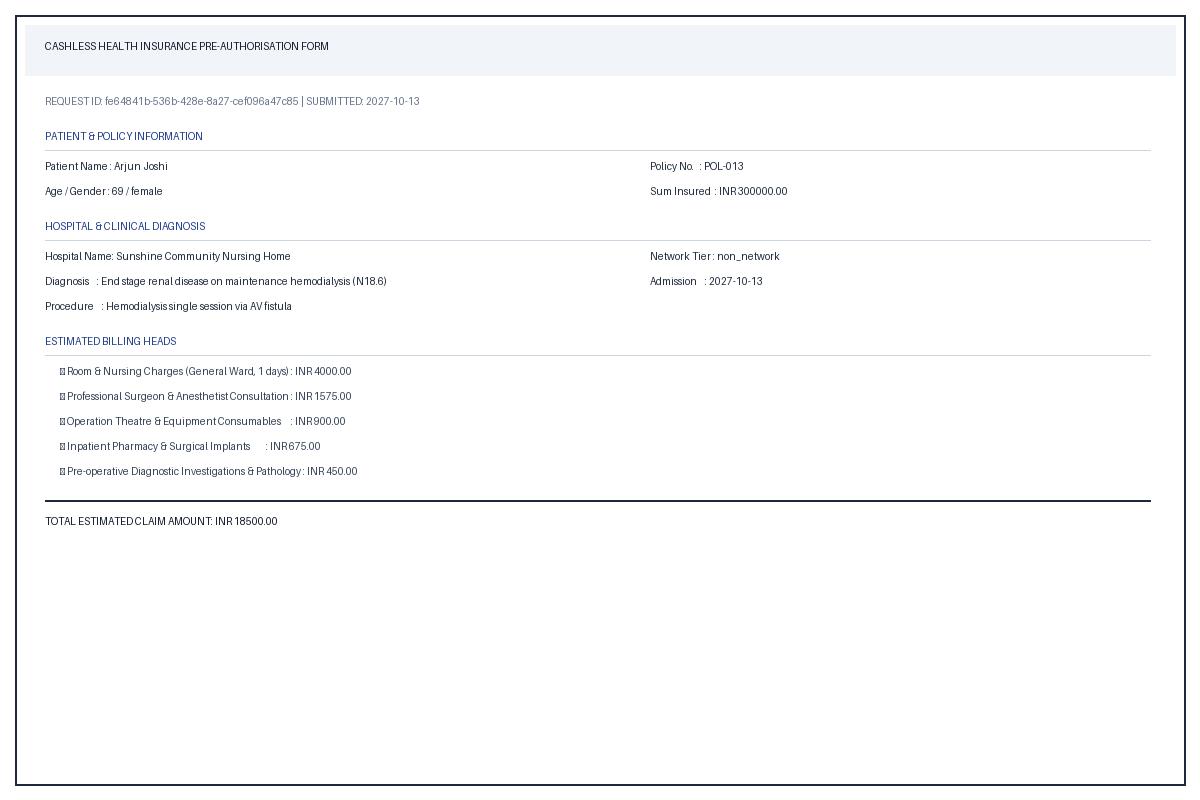 CASHLESS HEALTH INSURANCE PRE-AUTHORISATION FORM
REQUEST ID: fe64841b-536b-428e-8a27-cef096a47c85 | SUBMITTED: 2027-10-13
PATIENT & POLICY INFORMATION
Patient Name : Arjun Joshi
Policy No. : POL-013
Age / Gender : 69 / female
Sum Insured : INR 300000.00
HOSPITAL & CLINICAL DIAGNOSIS
Hospital Name: Sunshine Community Nursing Home
Network Tier : non_network
Diagnosis : End stage renal disease on maintenance hemodialysis (N18.6)
Admission : 2027-10-13
Procedure : Hemodialysis single session via AV fistula
ESTIMATED BILLING HEADS
Room & Nursing Charges (General Ward, 1 days) : INR 4000.00
Professional Surgeon & Anesthetist Consultation : INR 1575.00
Operation Theatre & Equipment Consumables : INR 900.00
Inpatient Pharmacy & Surgical Implants : INR 675.00
Pre-operative Diagnostic Investigations & Pathology : INR 450.00
TOTAL ESTIMATED CLAIM AMOUNT: INR 18500.00